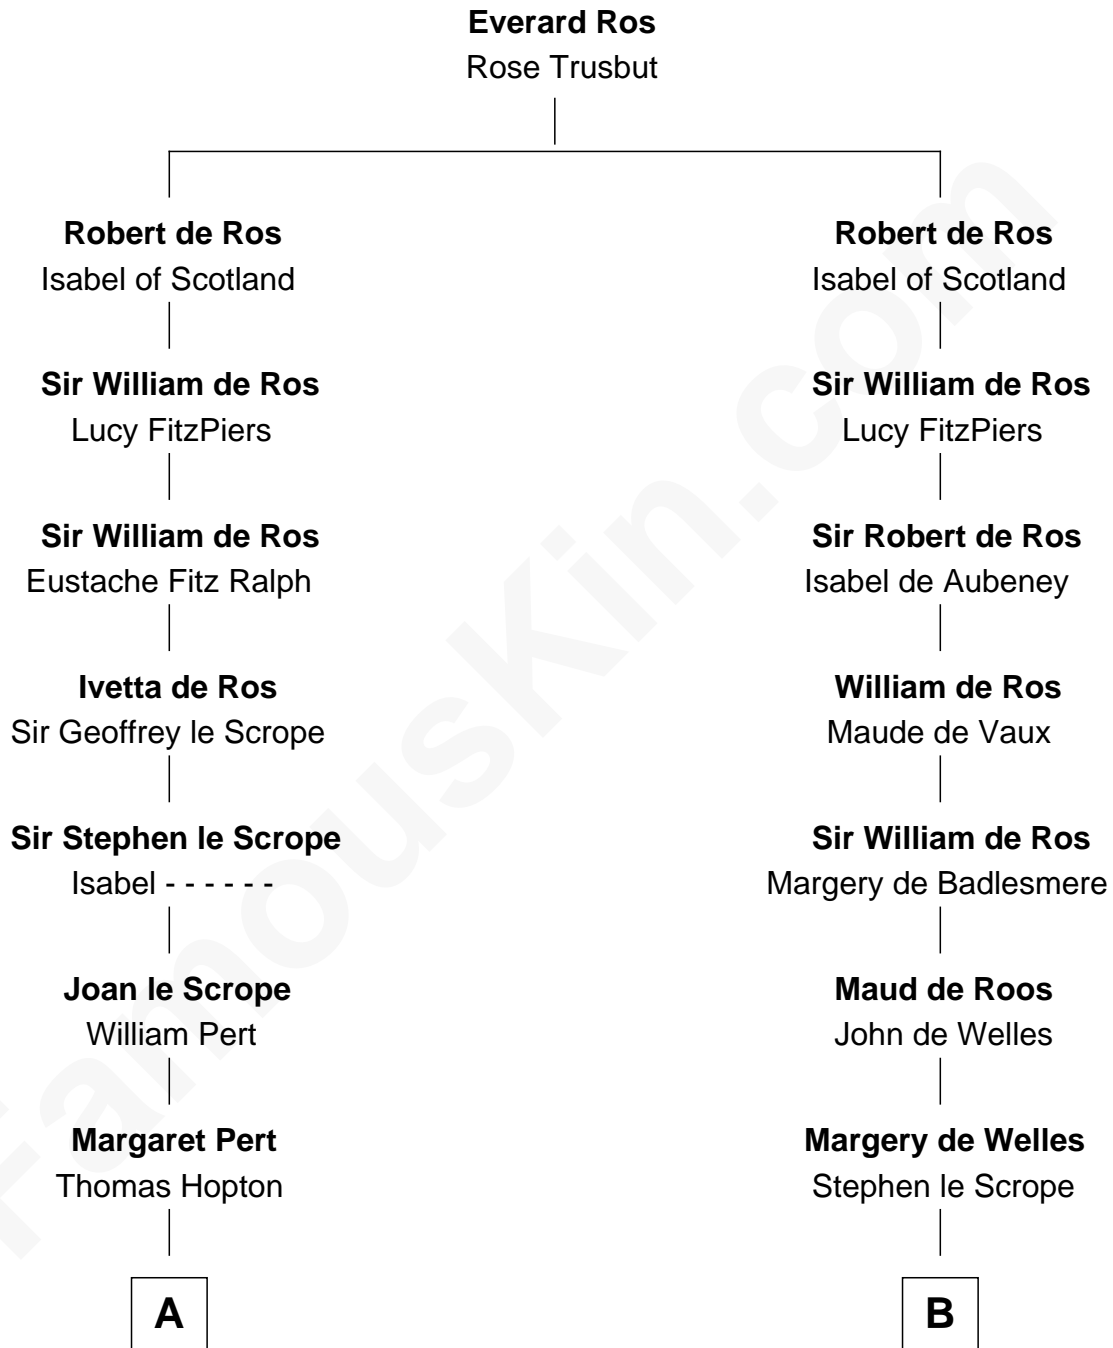 Everard Ros
Rose Trusbut
Robert de Ros
Isabel of Scotland
Sir William de Ros
Lucy FitzPiers
Sir William de Ros
Eustache Fitz Ralph
Ivetta de Ros
Sir Geoffrey le Scrope
Sir Stephen le Scrope
Isabel - - - - - -
Joan le Scrope
William Pert
Margaret Pert
Thomas Hopton
A
Robert de Ros
Isabel of Scotland
Sir William de Ros
Lucy FitzPiers
Sir Robert de Ros
Isabel de Aubeney
William de Ros
Maude de Vaux
Sir William de Ros
Margery de Badlesmere
Maud de Roos
John de Welles
Margery de Welles
Stephen le Scrope
B
FamousKin.com